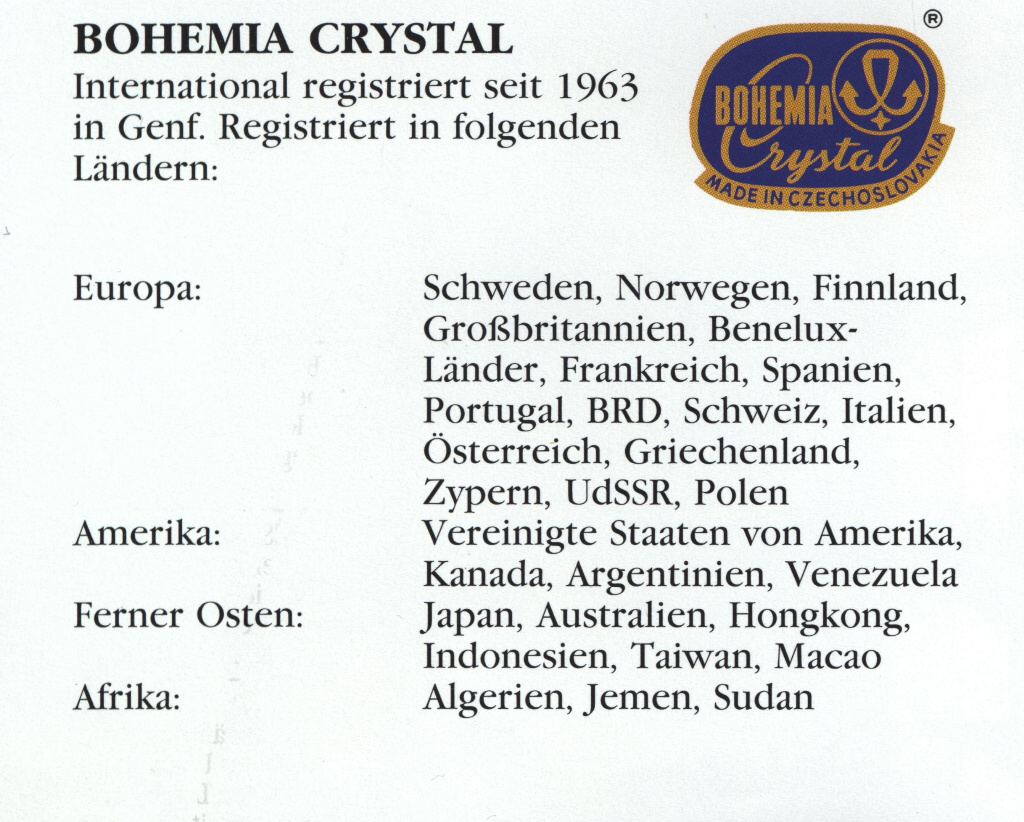 BOHEMIA CRYSTAL
International registriert seit 1963
in Genf. Registriert in folgenden
Ländern:
®
BOHEMIA
Crystal
MADE IN CZECHOSLOVAKIA
Europa: Schweden, Norwegen, Finnland,
Großbritannien, Benelux-
Länder, Frankreich, Spanien,
Portugal, BRD, Schweiz, Italien,
Österreich, Griechenland,
Zypern, UdSSR, Polen
Amerika: Vereinigte Staaten von Amerika,
Kanada, Argentinien, Venezuela
Ferner Osten: Japan, Australien, Hongkong,
Indonesien, Taiwan, Macao
Afrika: Algerien, Jemen, Sudan